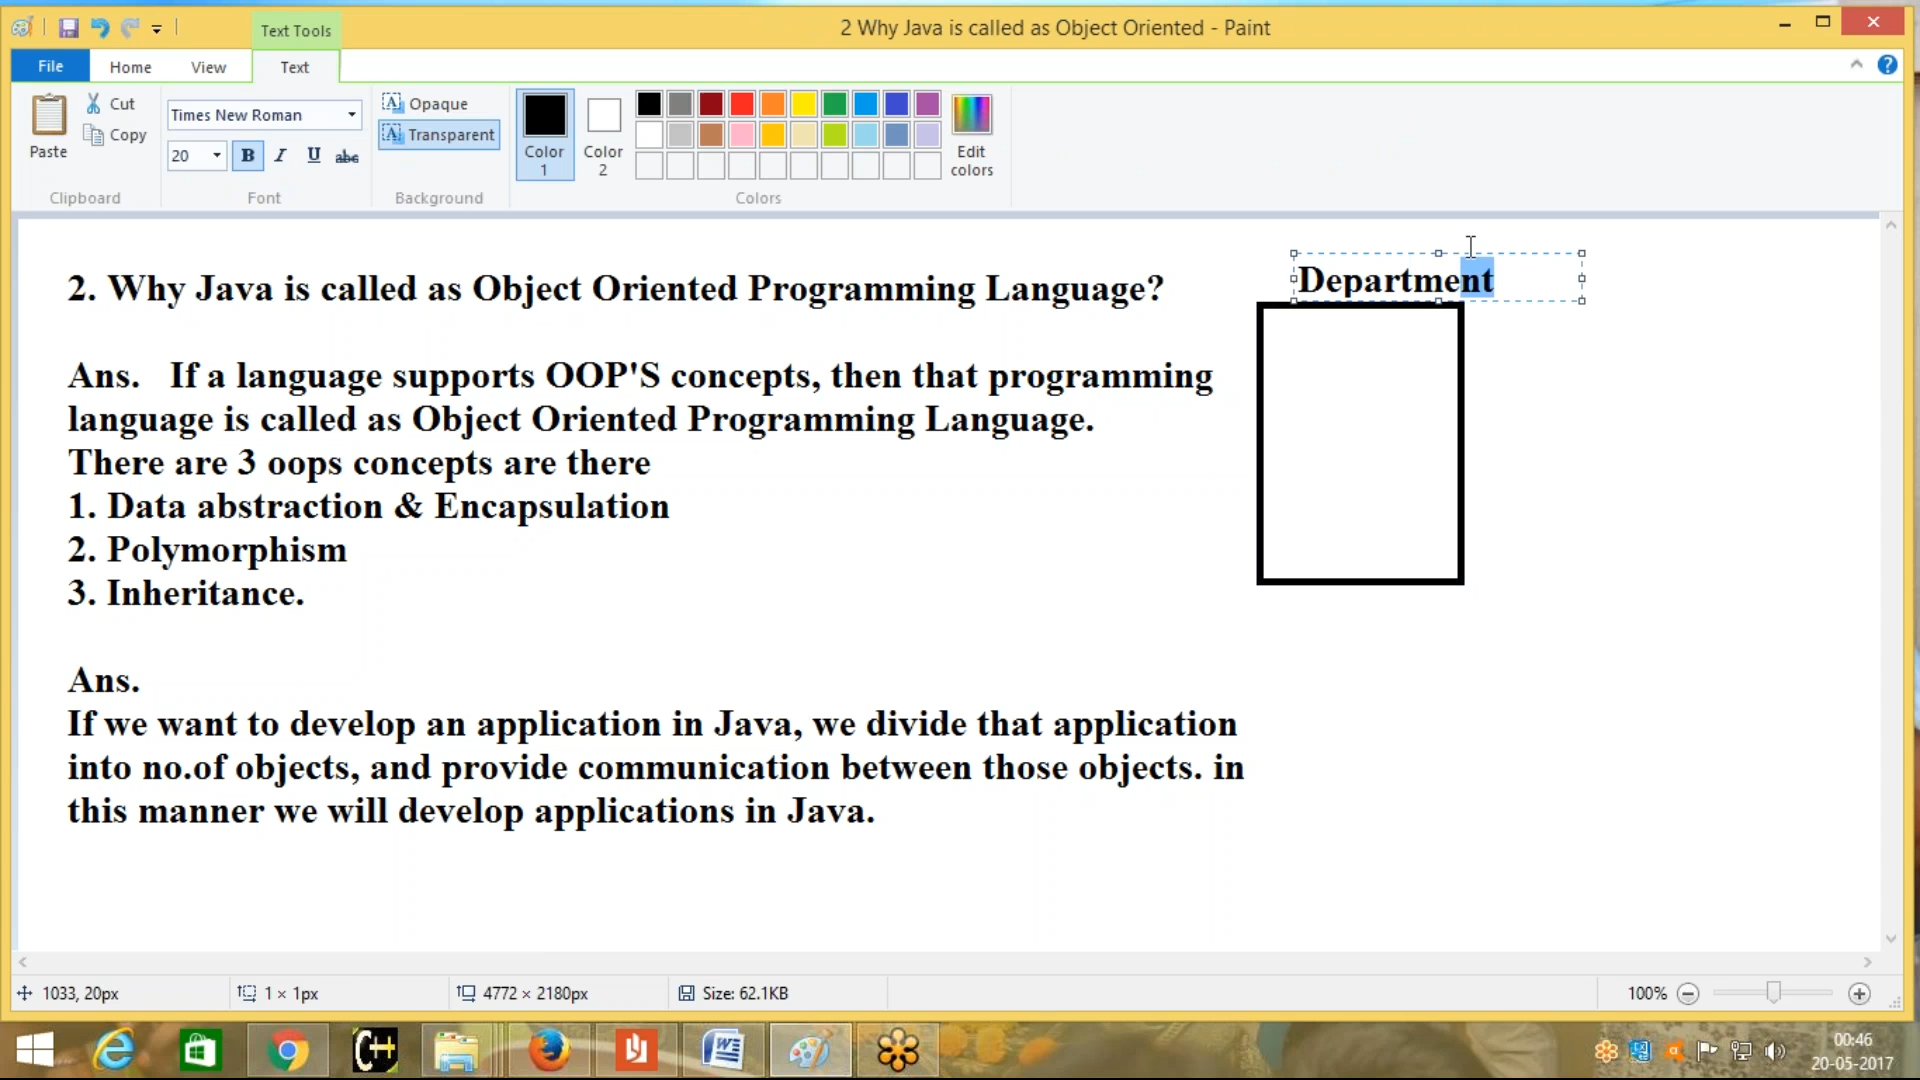 2 Why Java is called as Object Oriented - Paint
Text Tools
File
Home
View
Text
Paste
Cut
Copy
Clipboard
Times New Roman
20
B I U abc
Font
Opaque
Transparent
Background
Color 1
Color 2
Edit colors
Colors
2. Why Java is called as Object Oriented Programming Language?
Department
Ans. If a language supports OOP'S concepts, then that programming
language is called as Object Oriented Programming Language.
There are 3 oops concepts are there
1. Data abstraction & Encapsulation
2. Polymorphism
3. Inheritance.
Ans.
If we want to develop an application in Java, we divide that application
into no.of objects, and provide communication between those objects. in
this manner we will develop applications in Java.
1033, 20px
1 × 1px
4772 × 2180px
Size: 62.1KB
100%
C++
00:46
20-05-2017